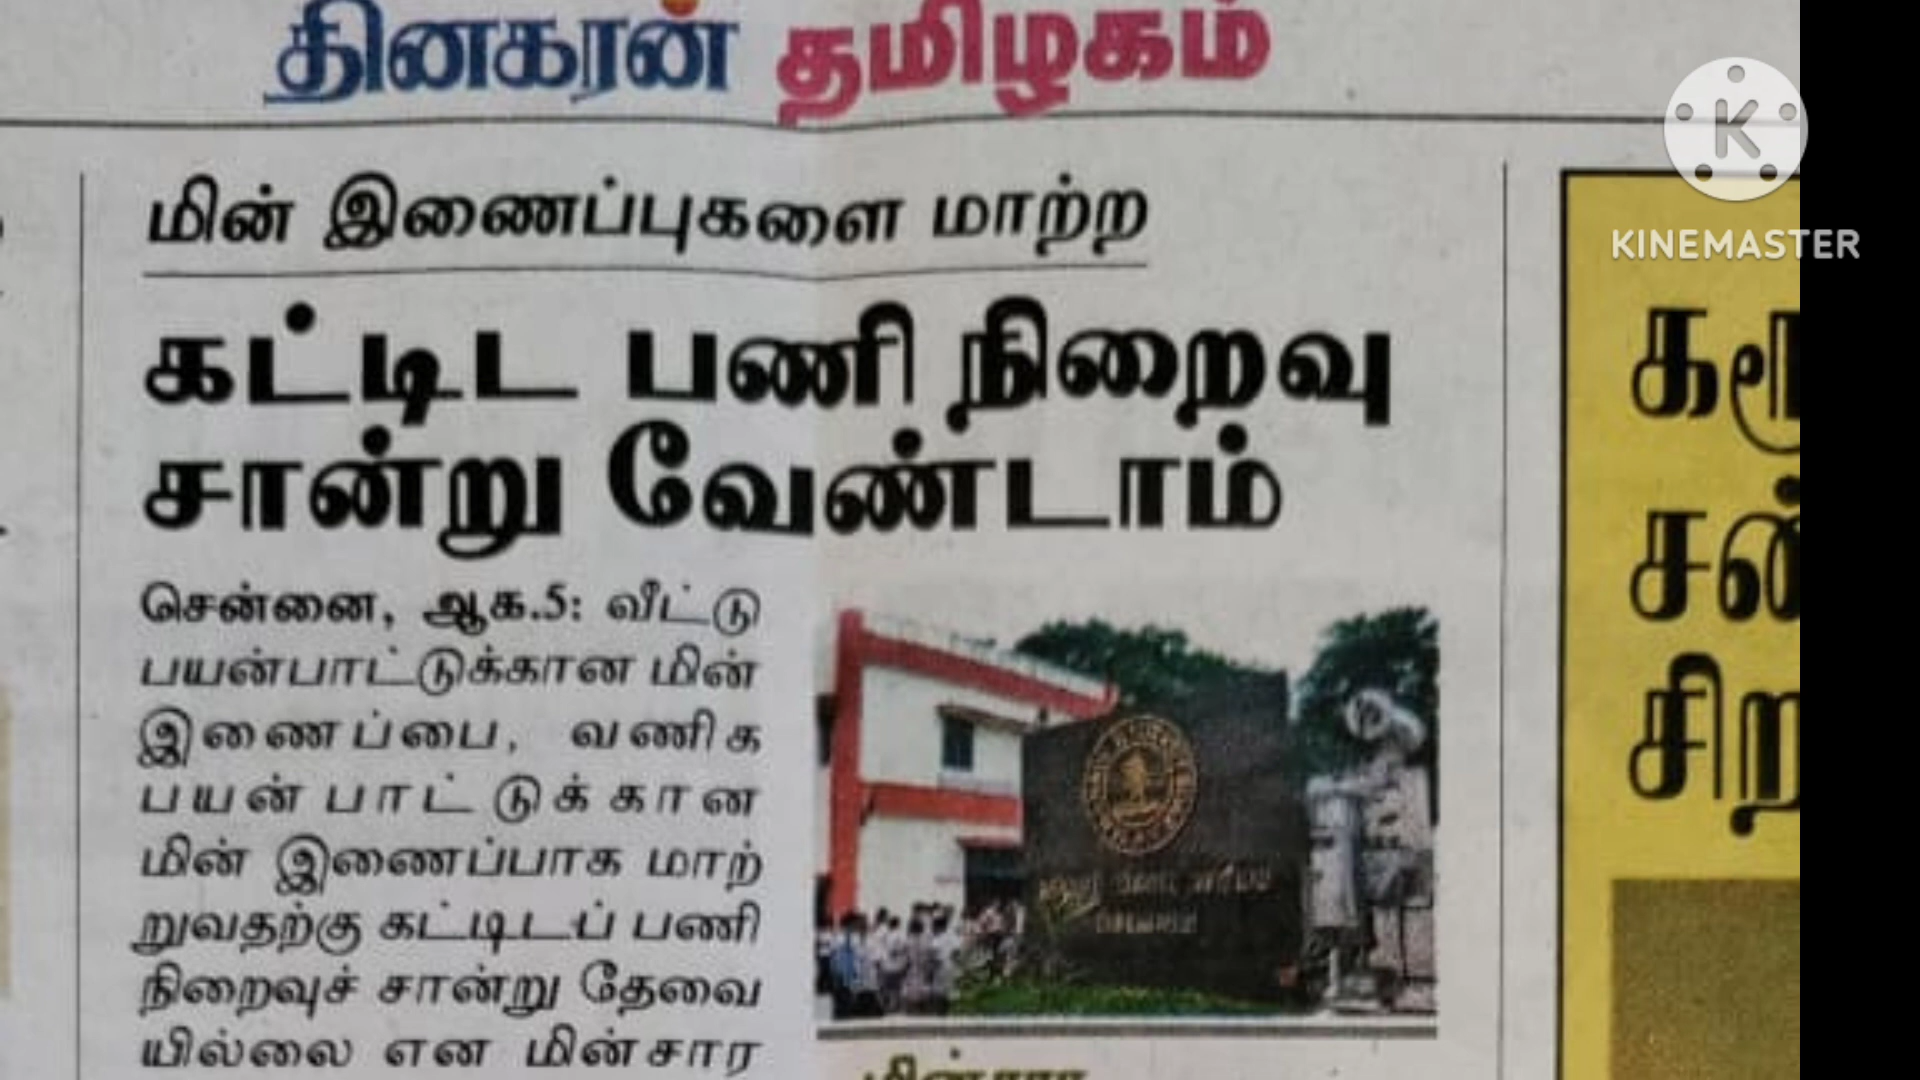 தினகரன் தமிழகம்
KINEMASTER
மின் இணைப்புகளை மாற்ற
கட்டிட பணி நிறைவு
சான்று வேண்டாம்
சென்னை, ஆக.5: வீட்டு
பயன்பாட்டுக்கான மின்
இணைப்பை, வணிக
பயன்பாட்டுக்கான
மின் இணைப்பாக மாற்
றுவதற்கு கட்டிடப் பணி
நிறைவுச் சான்று தேவை
யில்லை என மின்சார